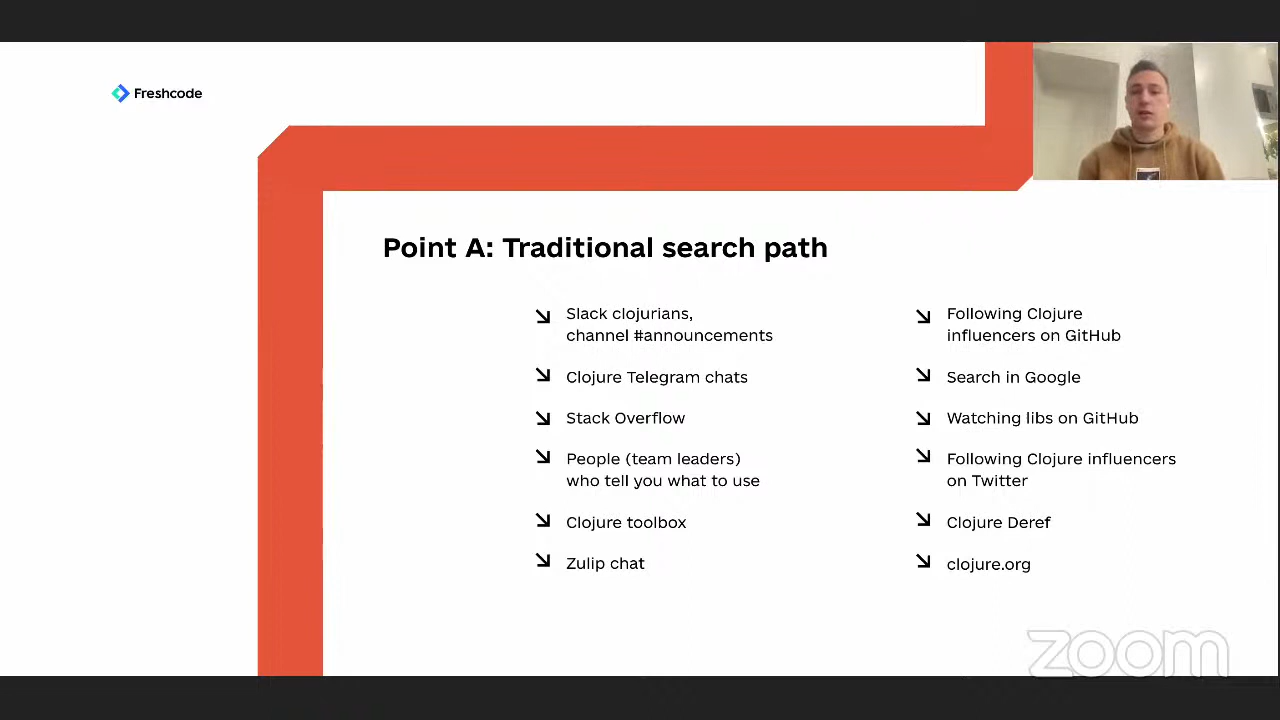 Freshcode
Point A: Traditional search path
Slack clojurians,
channel #announcements
Clojure Telegram chats
Stack Overflow
People (team leaders)
who tell you what to use
Clojure toolbox
Zulip chat
Following Clojure
influencers on GitHub
Search in Google
Watching libs on GitHub
Following Clojure influencers
on Twitter
Clojure Deref
clojure.org
zoom